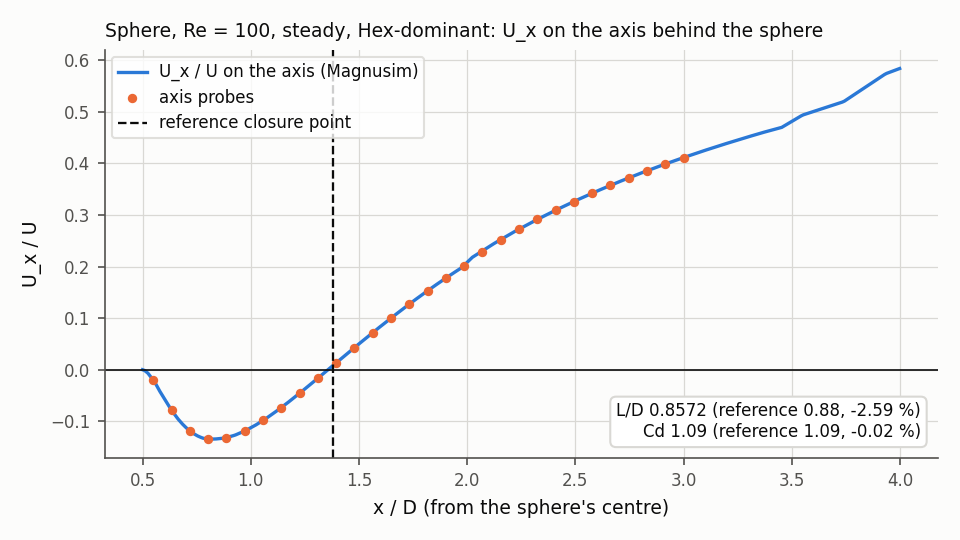 Sphere, Re = 100, steady, Hex-dominant: U_x on the axis behind the sphere
U_x / U on the axis (Magnusim)
axis probes
reference closure point
U_x / U
0.6
0.5
0.4
0.3
0.2
0.1
0.0
−0.1
L/D 0.8572 (reference 0.88, -2.59 %)
Cd 1.09 (reference 1.09, -0.02 %)
0.5 1.0 1.5 2.0 2.5 3.0 3.5 4.0
x / D (from the sphere's centre)